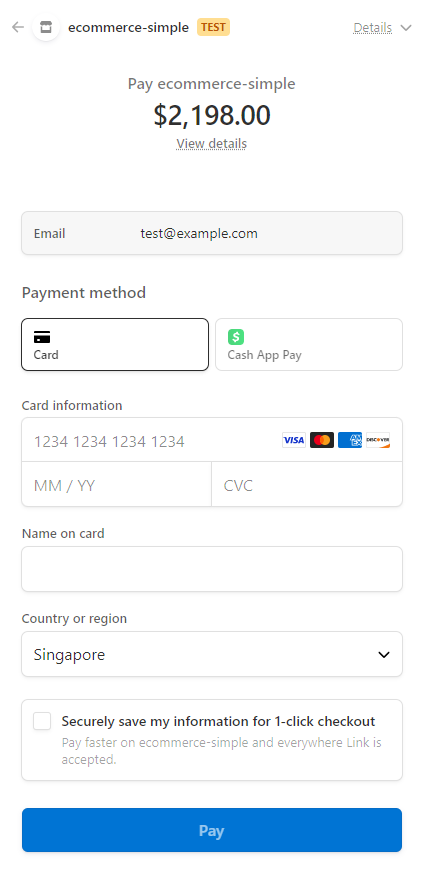 ecommerce-simple TEST Details
Pay ecommerce-simple
$2,198.00
View details
Email test@example.com
Payment method
Card
$
Cash App Pay
Card information
1234 1234 1234 1234 VISA AMEX DISCOVER
MM / YY CVC
Name on card
Country or region
Singapore
Securely save my information for 1-click checkout
Pay faster on ecommerce-simple and everywhere Link is
accepted.
Pay